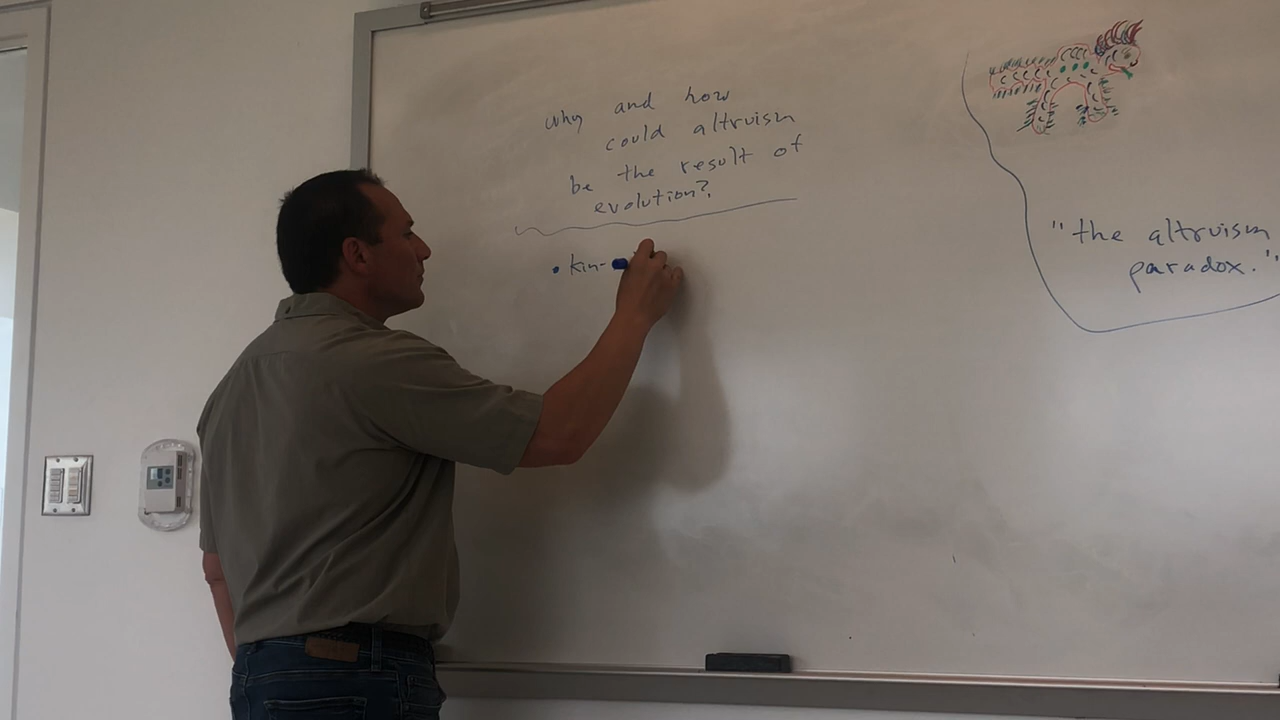 why and how
could altruism
be the result of
evolution?
• kin-
"the altruism
paradox."